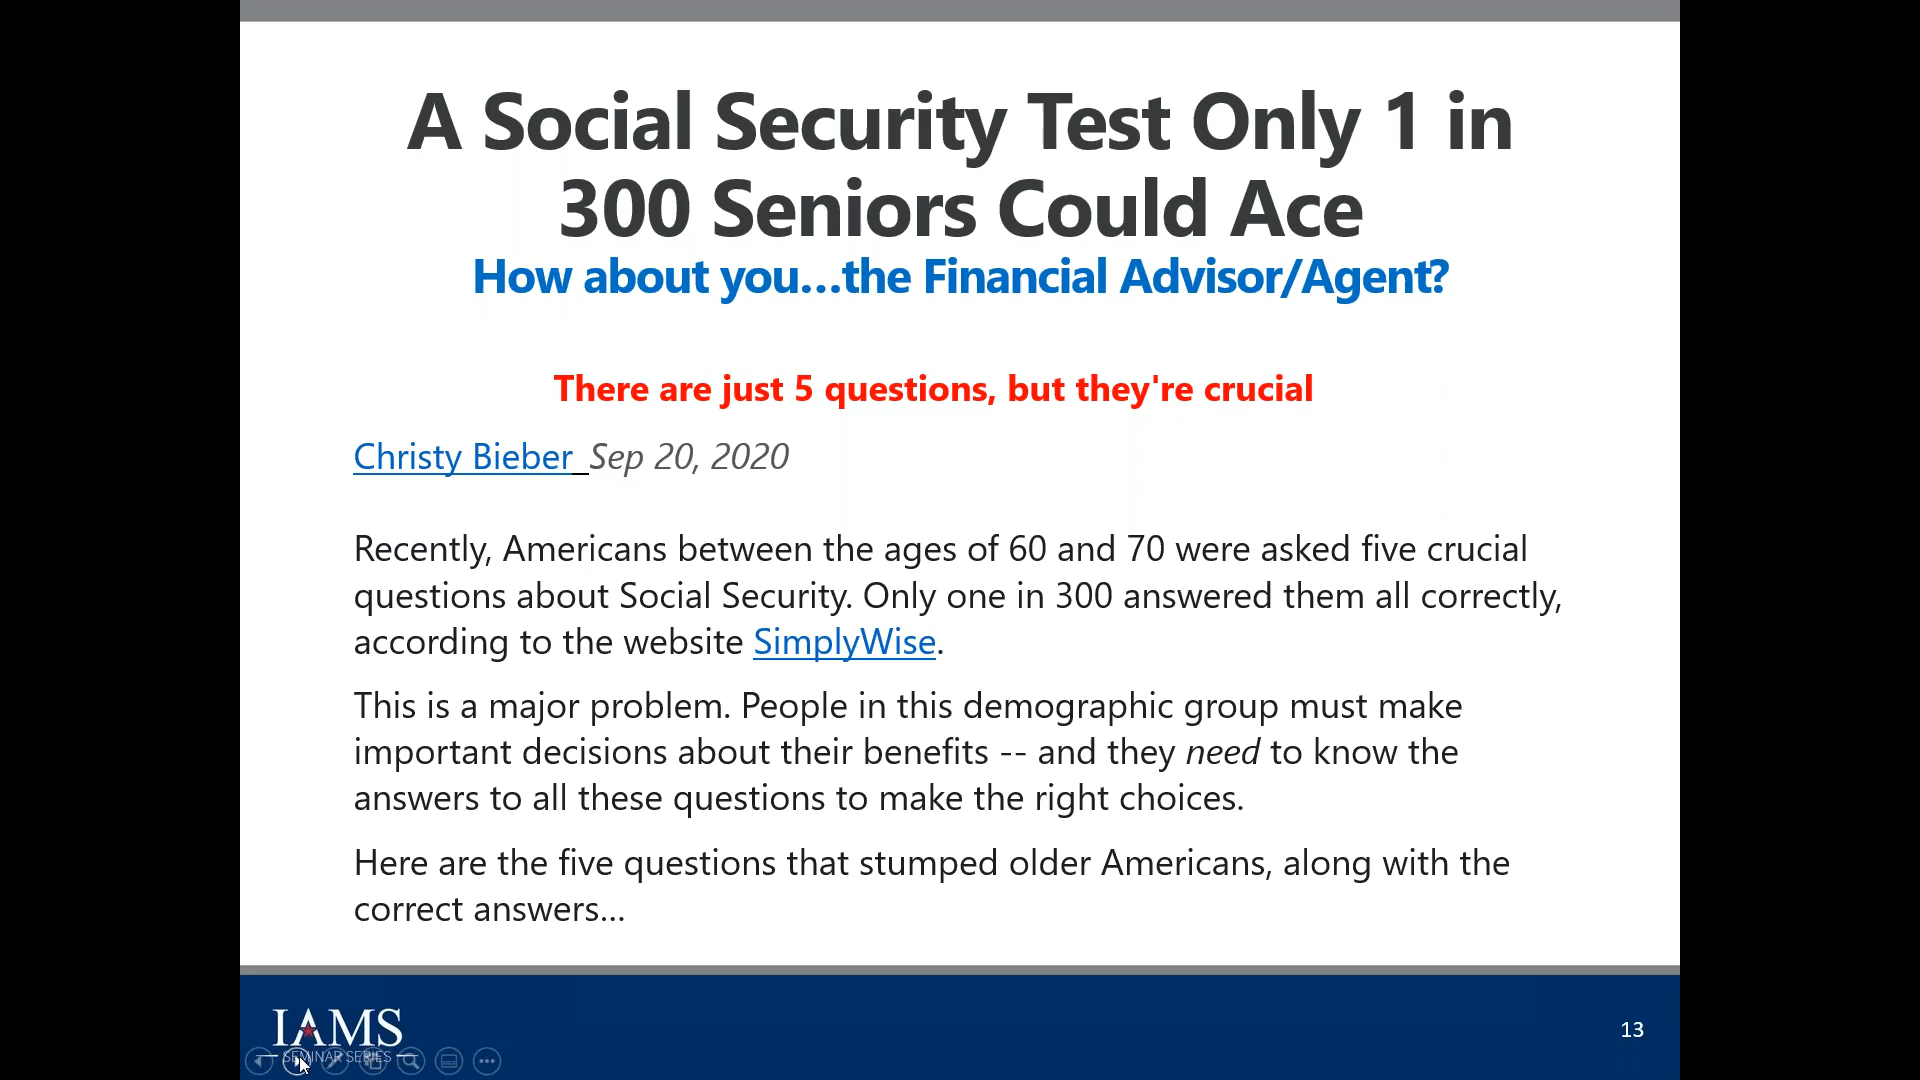 A Social Security Test Only 1 in
300 Seniors Could Ace
How about you...the Financial Advisor/Agent?
There are just 5 questions, but they're crucial
Christy Bieber Sep 20, 2020
Recently, Americans between the ages of 60 and 70 were asked five crucial
questions about Social Security. Only one in 300 answered them all correctly,
according to the website SimplyWise.
This is a major problem. People in this demographic group must make
important decisions about their benefits -- and they need to know the
answers to all these questions to make the right choices.
Here are the five questions that stumped older Americans, along with the
correct answers...
IAMS
SEMINAR SERIES
13